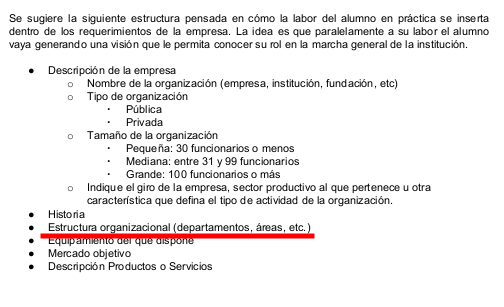 Se sugiere la siguiente estructura pensada en cómo la labor del alumno en práctica se inserta
dentro de los requerimientos de la empresa. La idea es que paralelamente a su labor el alumno
vaya generando una visión que le permita conocer su rol en la marcha general de la institución.
● Descripción de la empresa
○ Nombre de la organización (empresa, institución, fundación, etc)
○ Tipo de organización
▪ Pública
▪ Privada
○ Tamaño de la organización
▪ Pequeña: 30 funcionarios o menos
▪ Mediana: entre 31 y 99 funcionarios
▪ Grande: 100 funcionarios o más
○ Indique el giro de la empresa, sector productivo al que pertenece u otra
característica que defina el tipo de actividad de la organización.
● Historia
● Estructura organizacional (departamentos, áreas, etc.)
● Equipamiento del que dispone
● Mercado objetivo
● Descripción Productos o Servicios